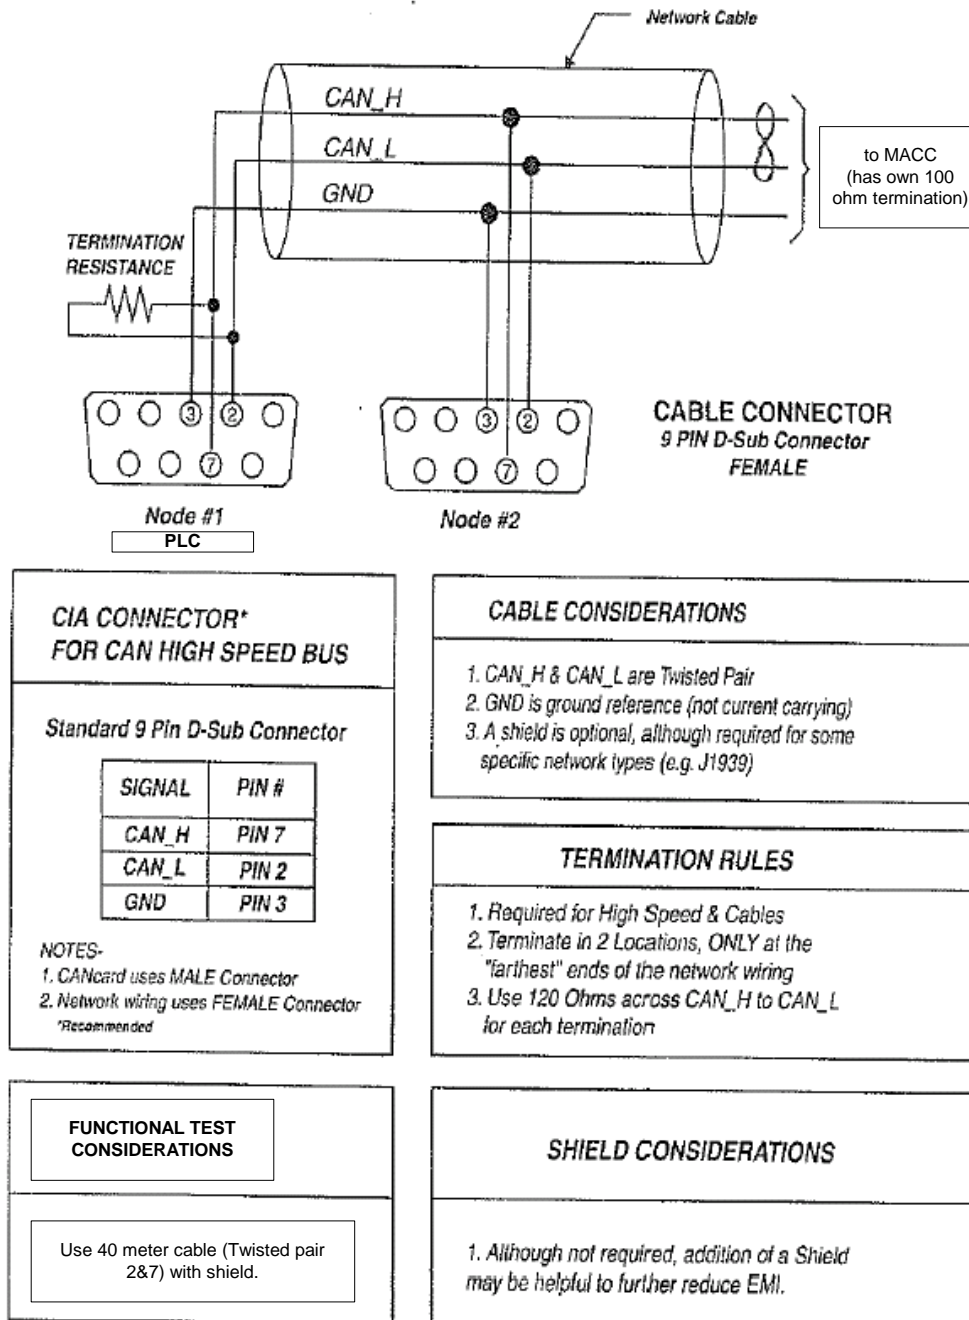 Network Cable
CAN_H
CAN_L
GND
to MACC
(has own 100
ohm termination)
TERMINATION
RESISTANCE
3
2
7
3
2
7
CABLE CONNECTOR
9 PIN D-Sub Connector
FEMALE
Node #1
PLC
Node #2
CIA CONNECTOR*
FOR CAN HIGH SPEED BUS
Standard 9 Pin D-Sub Connector
SIGNAL PIN #
CAN_H PIN 7
CAN_L PIN 2
GND PIN 3
NOTES-
1. CANcard uses MALE Connector
2. Network wiring uses FEMALE Connector
*Recommended
CABLE CONSIDERATIONS
1. CAN_H & CAN_L are Twisted Pair
2. GND is ground reference (not current carrying)
3. A shield is optional, although required for some
specific network types (e.g. J1939)
TERMINATION RULES
1. Required for High Speed & Cables
2. Terminate in 2 Locations, ONLY at the
"farthest" ends of the network wiring
3. Use 120 Ohms across CAN_H to CAN_L
for each termination
FUNCTIONAL TEST
CONSIDERATIONS
Use 40 meter cable (Twisted pair
2&7) with shield.
SHIELD CONSIDERATIONS
1. Although not required, addition of a Shield
may be helpful to further reduce EMI.